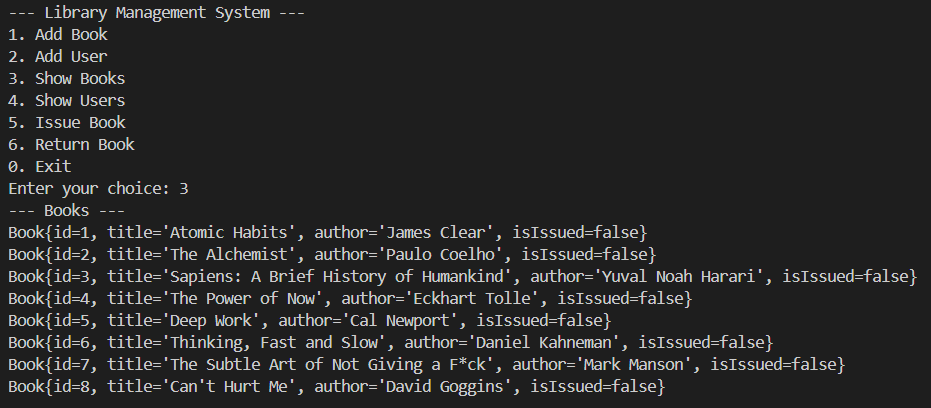 --- Library Management System ---
1. Add Book
2. Add User
3. Show Books
4. Show Users
5. Issue Book
6. Return Book
0. Exit
Enter your choice: 3
--- Books ---
Book{id=1, title='Atomic Habits', author='James Clear', isIssued=false}
Book{id=2, title='The Alchemist', author='Paulo Coelho', isIssued=false}
Book{id=3, title='Sapiens: A Brief History of Humankind', author='Yuval Noah Harari', isIssued=false}
Book{id=4, title='The Power of Now', author='Eckhart Tolle', isIssued=false}
Book{id=5, title='Deep Work', author='Cal Newport', isIssued=false}
Book{id=6, title='Thinking, Fast and Slow', author='Daniel Kahneman', isIssued=false}
Book{id=7, title='The Subtle Art of Not Giving a F*ck', author='Mark Manson', isIssued=false}
Book{id=8, title='Can't Hurt Me', author='David Goggins', isIssued=false}